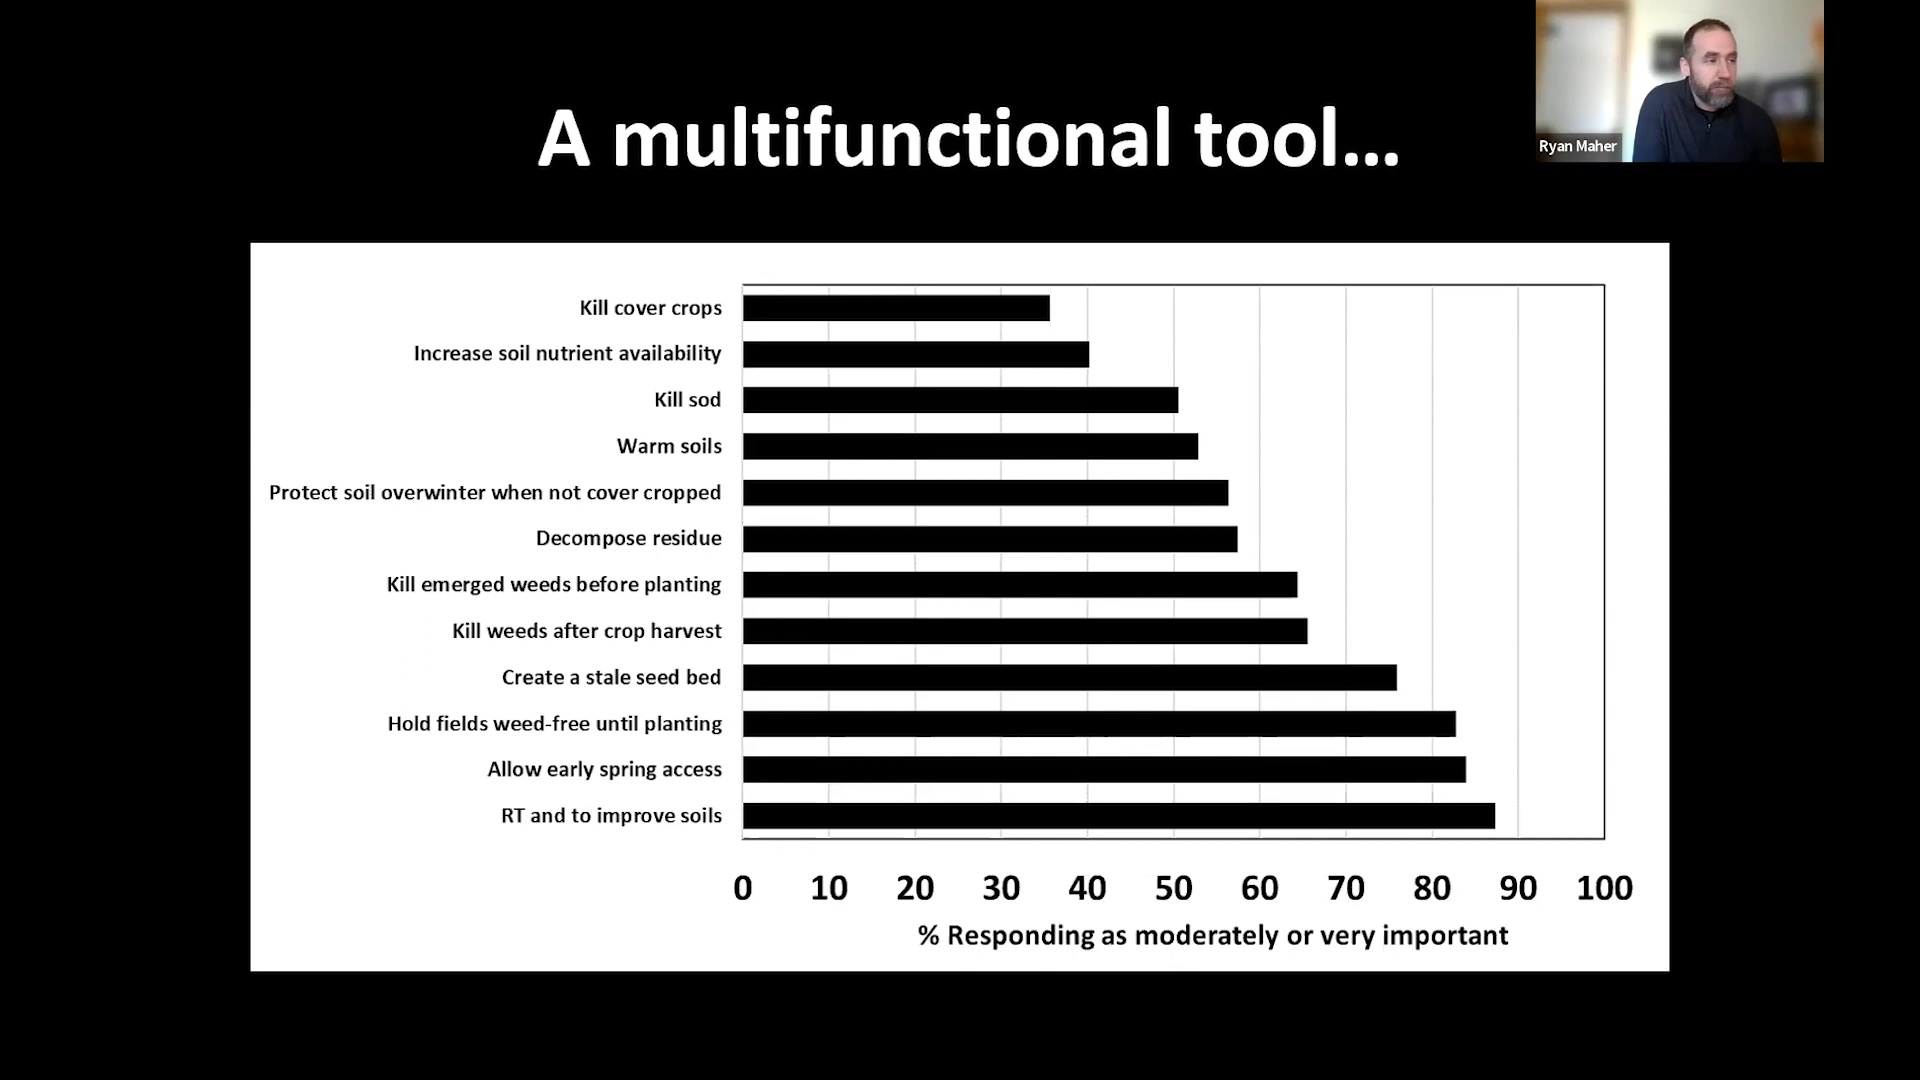 A multifunctional tool...
Ryan Maher
Kill cover crops
Increase soil nutrient availability
Kill sod
Warm soils
Protect soil overwinter when not cover cropped
Decompose residue
Kill emerged weeds before planting
Kill weeds after crop harvest
Create a stale seed bed
Hold fields weed-free until planting
Allow early spring access
RT and to improve soils
0 10 20 30 40 50 60 70 80 90 100
% Responding as moderately or very important